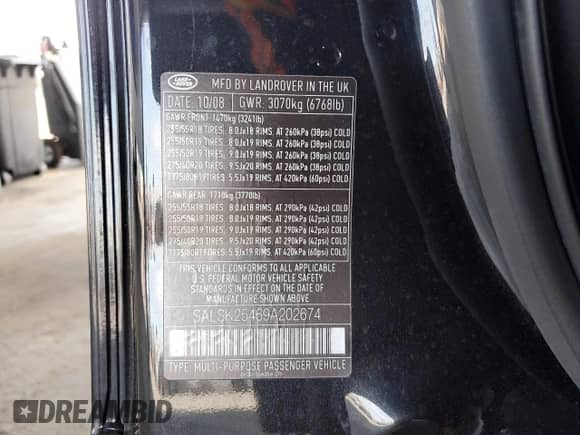 LAND ROVER
MFD BY LANDROVER IN THE UK
DATE: 10/08 GWR: 3070kg (6768lb)
GAWR FRONT: 1470kg (3241lb)
255/55R18 TIRES, 8.0Jx18 RIMS, AT 260kPa (38psi) COLD
255/50R19 TIRES, 8.0Jx19 RIMS, AT 260kPa (38psi) COLD
255/50R19 TIRES, 9.0Jx19 RIMS, AT 260kPa (38psi) COLD
275/40R20 TIRES, 9.5Jx20 RIMS, AT 260kPa (38psi) COLD
T175/80R19TIRES, 5.5Jx19 RIMS, AT 420kPa (60psi) COLD
GAWR REAR: 1710kg (3770lb)
255/55R18 TIRES, 8.0Jx18 RIMS, AT 290kPa (42psi) COLD
255/50R19 TIRES, 8.0Jx19 RIMS, AT 290kPa (42psi) COLD
255/50R19 TIRES, 9.0Jx19 RIMS, AT 290kPa (42psi) COLD
275/40R20 TIRES, 9.5Jx20 RIMS, AT 290kPa (42psi) COLD
T175/80R19TIRES, 5.5Jx19 RIMS, AT 420kPa (60psi) COLD
THIS VEHICLE CONFORMS TO ALL APPLICABLE
U.S. FEDERAL MOTOR VEHICLE SAFETY
STANDARDS IN EFFECT ON THE DATE OF
MANUFACTURE SHOWN ABOVE
SALSK25469A202674
TYPE: MULTI-PURPOSE PASSENGER VEHICLE
DREAMBID